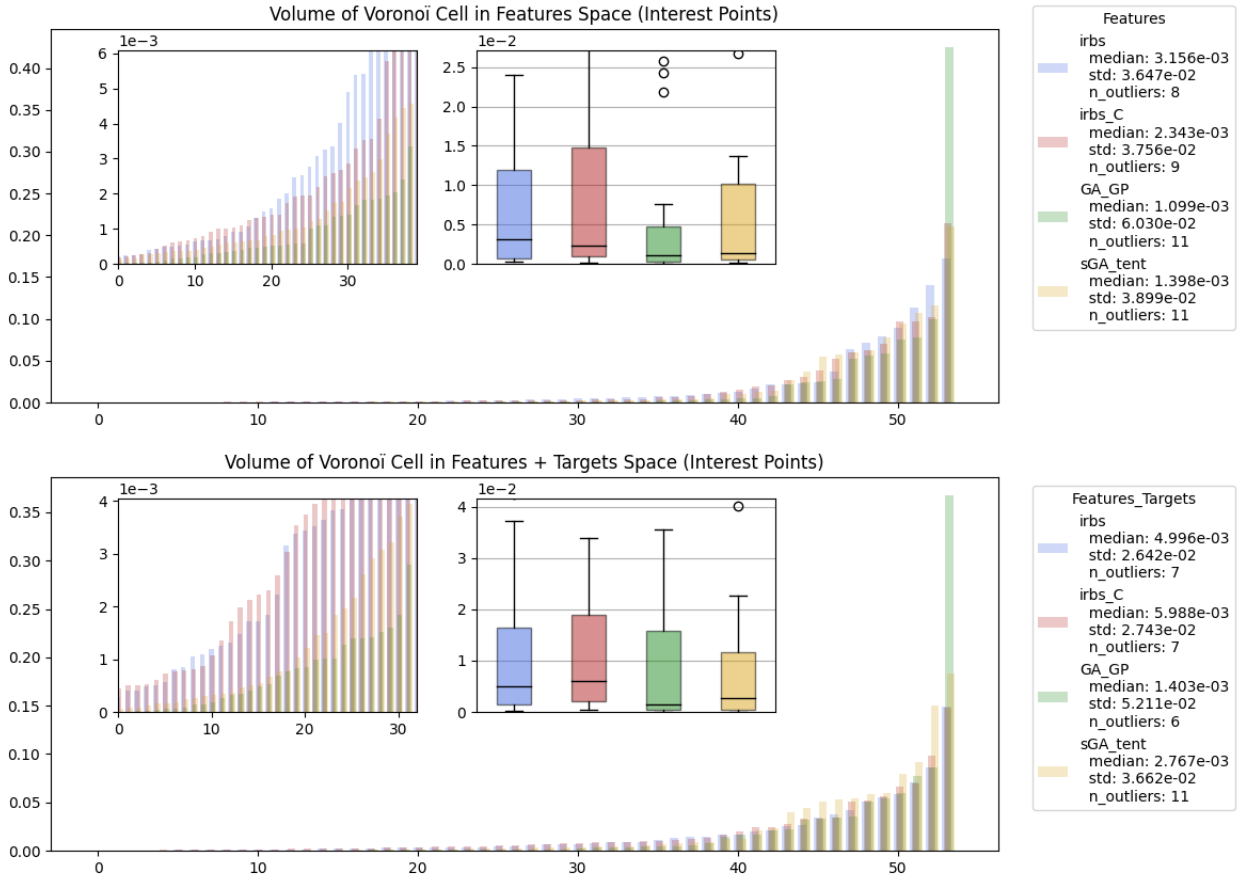 Volume of Voronoï Cell in Features Space (Interest Points)
0.40
0.35
0.30
0.25
0.20
0.15
0.10
0.05
0.00
0 10 20 30 40 50
1e−3
6
5
4
3
2
1
0
0 10 20 30
1e−2
2.5
2.0
1.5
1.0
0.5
0.0
Features
irbs
median: 3.156e-03
std: 3.647e-02
n_outliers: 8
irbs_C
median: 2.343e-03
std: 3.756e-02
n_outliers: 9
GA_GP
median: 1.099e-03
std: 6.030e-02
n_outliers: 11
sGA_tent
median: 1.398e-03
std: 3.899e-02
n_outliers: 11
Volume of Voronoï Cell in Features + Targets Space (Interest Points)
0.35
0.30
0.25
0.20
0.15
0.10
0.05
0.00
0 10 20 30 40 50
1e−3
4
3
2
1
0
0 10 20 30
1e−2
4
3
2
1
0
Features_Targets
irbs
median: 4.996e-03
std: 2.642e-02
n_outliers: 7
irbs_C
median: 5.988e-03
std: 2.743e-02
n_outliers: 7
GA_GP
median: 1.403e-03
std: 5.211e-02
n_outliers: 6
sGA_tent
median: 2.767e-03
std: 3.662e-02
n_outliers: 11